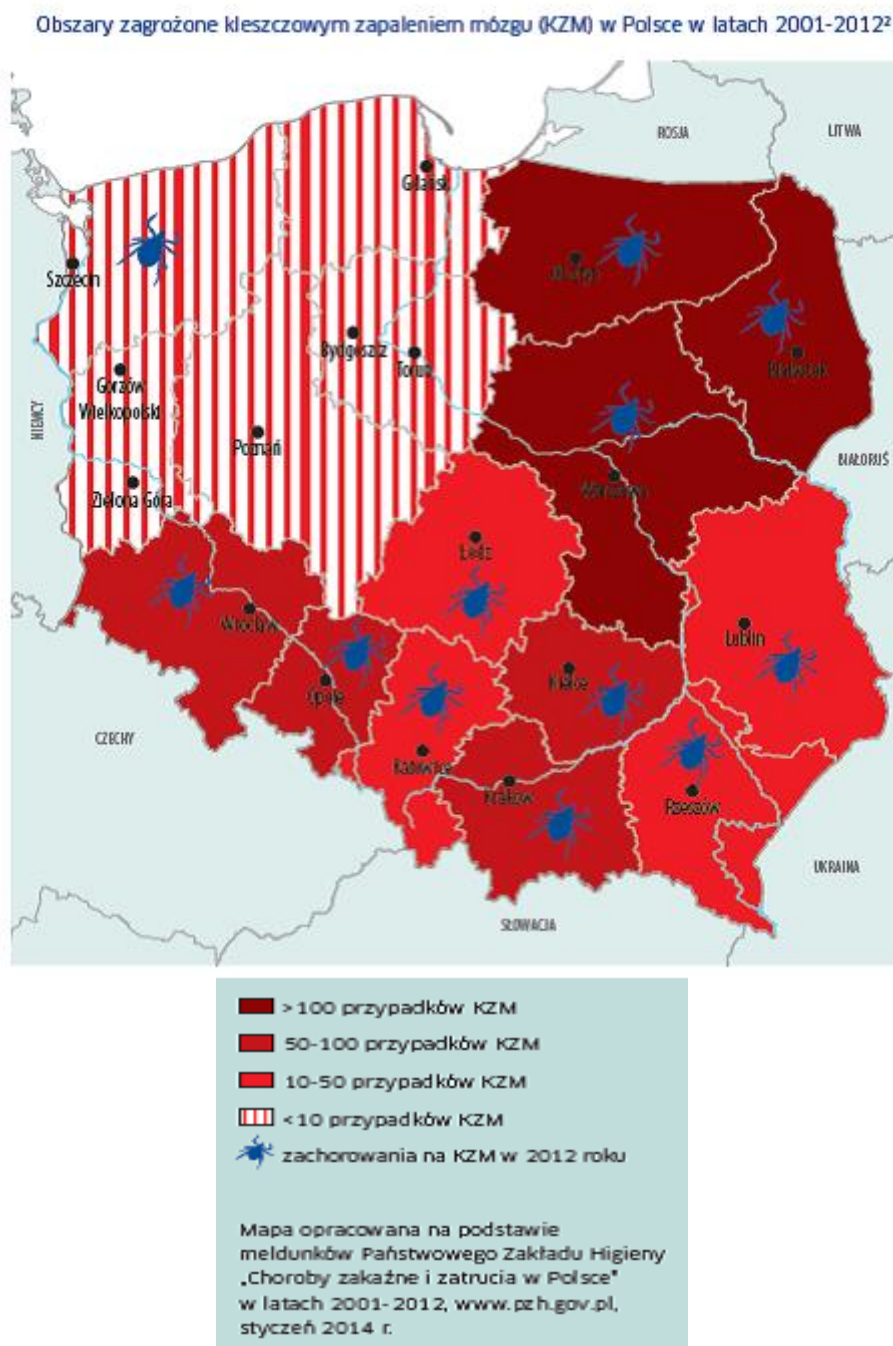 Obszary zagrożone kleszczowym zapaleniem mózgu (KZM) w Polsce w latach 2001-2012²
ROSJA
LITWA
Gdańsk
Szczecin
Olsztyn
Bydgoszcz
Toruń
Białystok
Gorzów
Wielkopolski
NIEMCY
Poznań
BIAŁORUŚ
Warszawa
Zielona Góra
Łódź
Wrocław
Lublin
Opole
Kielce
CZECHY
Katowice
Kraków
Rzeszów
UKRAINA
SŁOWACJA
>100 przypadków KZM
50-100 przypadków KZM
10-50 przypadków KZM
<10 przypadków KZM
zachorowania na KZM w 2012 roku
Mapa opracowana na podstawie
meldunków Państwowego Zakładu Higieny
„Choroby zakaźne i zatrucia w Polsce"
w latach 2001- 2012, www.pzh.gov.pl,
styczeń 2014 r.